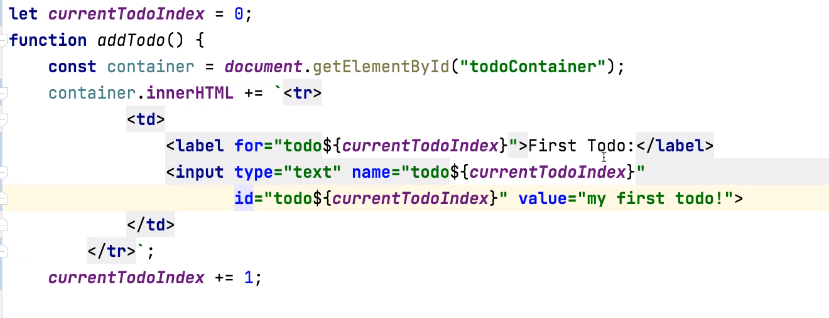 let currentTodoIndex = 0;
function addTodo() {
    const container = document.getElementById("todoContainer");
    container.innerHTML += `<tr>
            <td>
                <label for="todo${currentTodoIndex}">First Todo:</label>
                <input type="text" name="todo${currentTodoIndex}"
                       id="todo${currentTodoIndex}" value="my first todo!">
            </td>
        </tr>`;
    currentTodoIndex += 1;